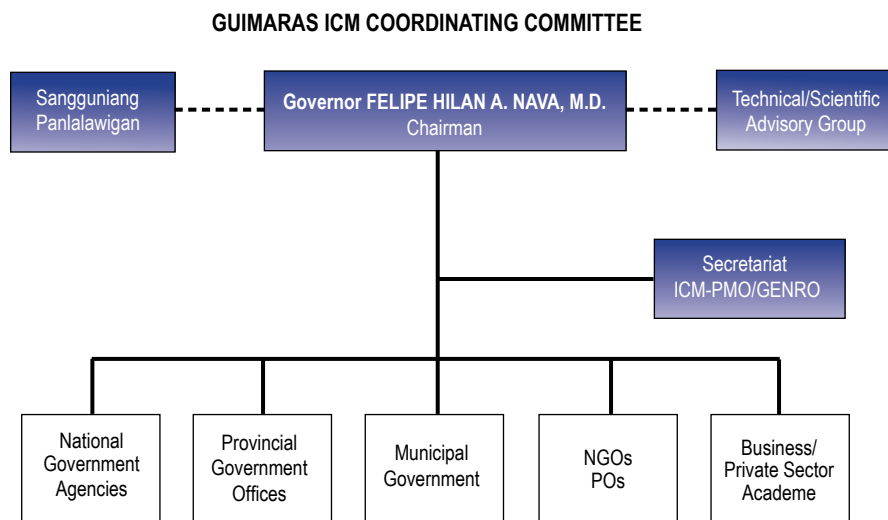 GUIMARAS ICM COORDINATING COMMITTEE
Sangguniang
Panlalawigan
Governor FELIPE HILAN A. NAVA, M.D.
Chairman
Technical/Scientific
Advisory Group
Secretariat
ICM-PMO/GENRO
National
Government
Agencies
Provincial
Government
Offices
Municipal
Government
NGOs
POs
Business/
Private Sector
Academe